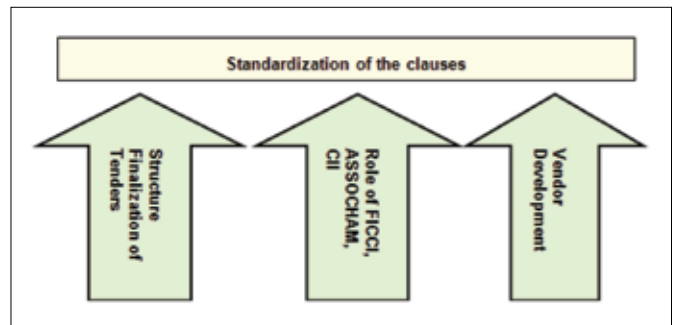 Standardization of the clauses
Structure
Finalization of
Tenders
Role of FICCI,
ASSOCHAM,
CII
Vendor
Development